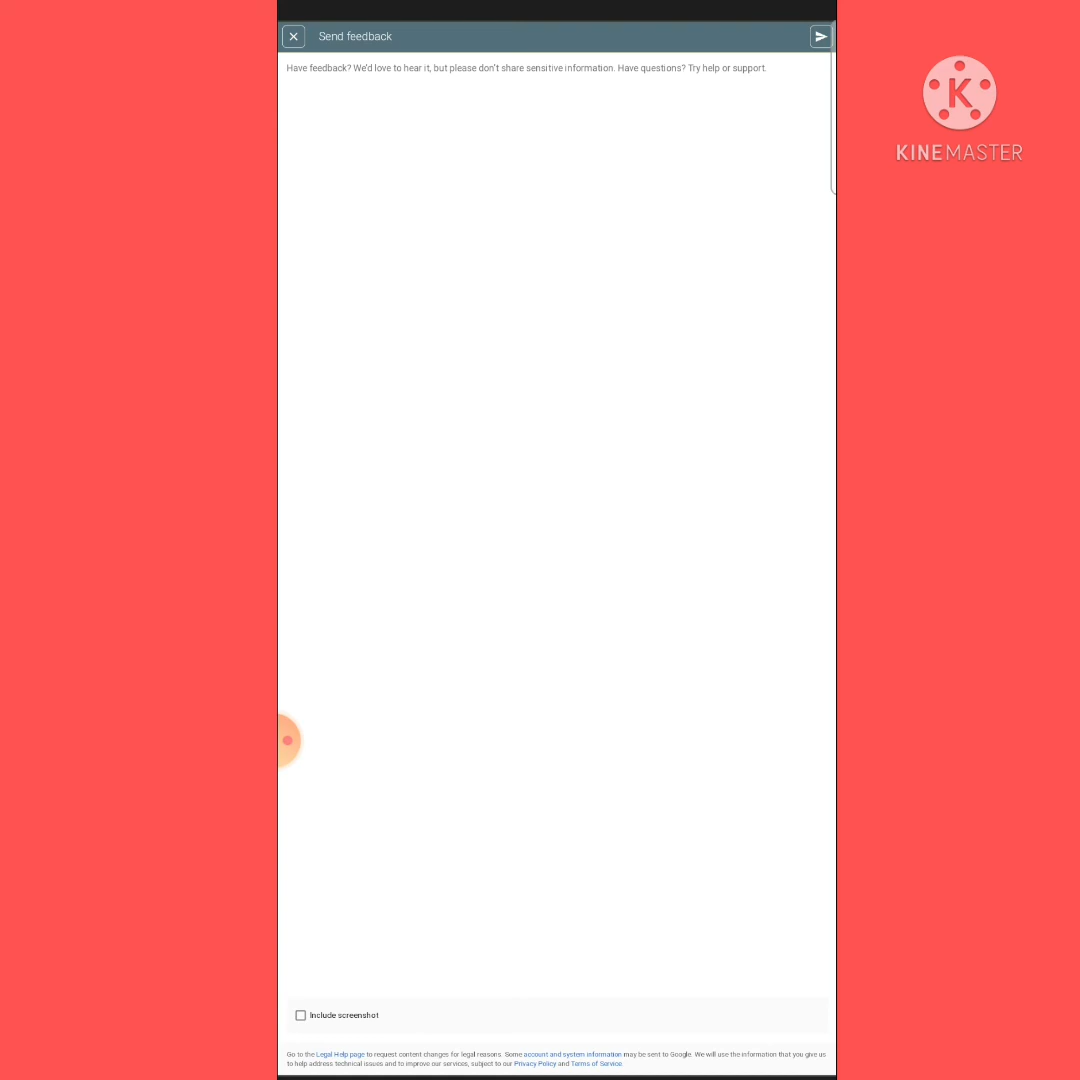 Send feedback
Have feedback? We'd love to hear it, but please don't share sensitive information. Have questions? Try help or support.
K
KINEMASTER
Include screenshot
Go to the Legal Help page to request content changes for legal reasons. Some account and system information may be sent to Google. We will use the information that you give us
to help address technical issues and to improve our services, subject to our Privacy Policy and Terms of Service.